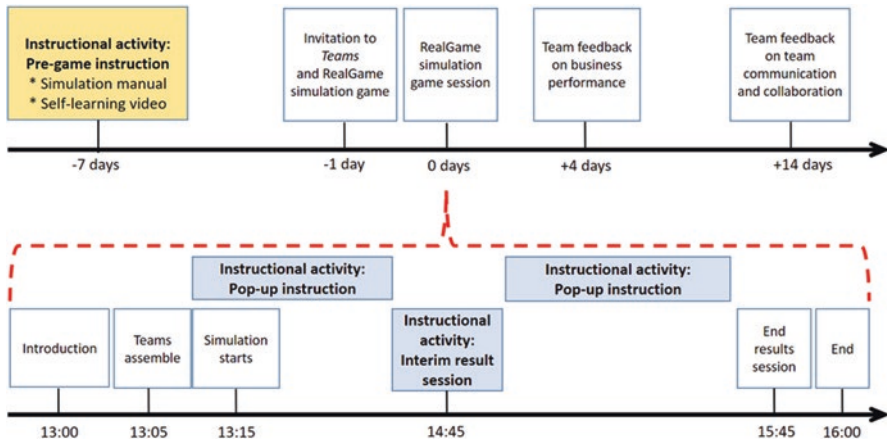 Instructional activity:
Pre-game instruction
* Simulation manual
* Self-learning video
Invitation to
Teams
and RealGame
simulation game
RealGame
simulation
game session
Team feedback
on business
performance
Team feedback
on team
communication
and collaboration
-7 days
-1 day
0 days
+4 days
+14 days
Instructional activity:
Pop-up instruction
Instructional activity:
Pop-up instruction
Introduction
Teams
assemble
Simulation
starts
Instructional
activity:
Interim result
session
End
results
session
End
13:00
13:05
13:15
14:45
15:45
16:00